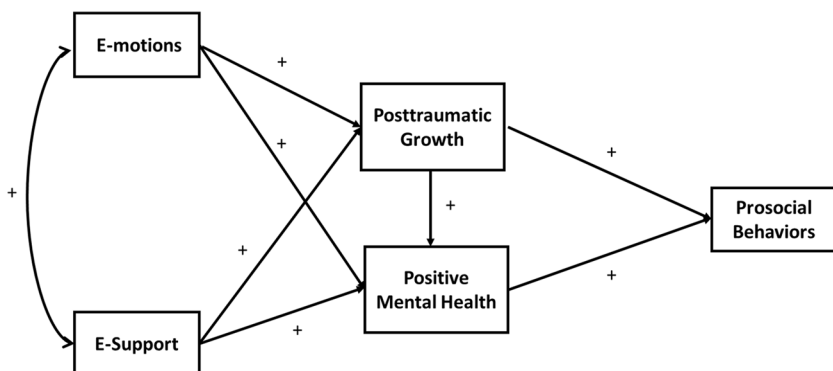 E-motions
+
+
Posttraumatic
Growth
+
+
+
+
Prosocial
Behaviors
+
Positive
Mental Health
+
+
E-Support